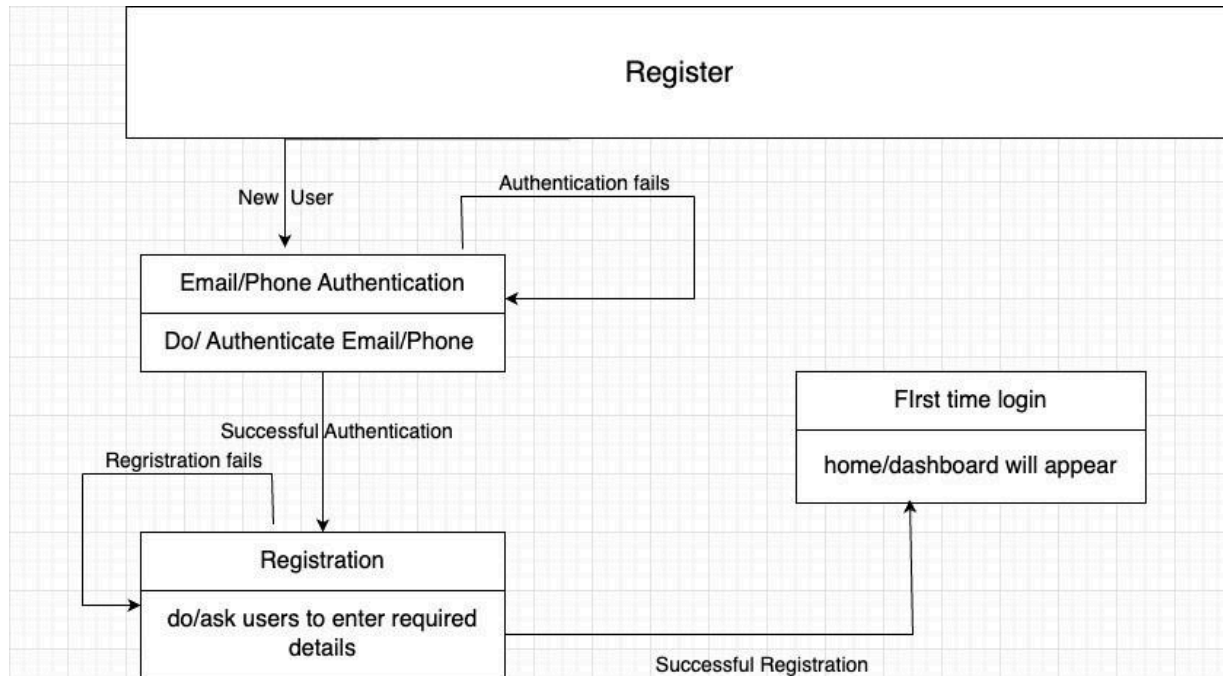 Register
New User
Authentication fails
Email/Phone Authentication
Do/ Authenticate Email/Phone
Successful Authentication
Regristration fails
FIrst time login
home/dashboard will appear
Registration
do/ask users to enter required
details
Successful Registration